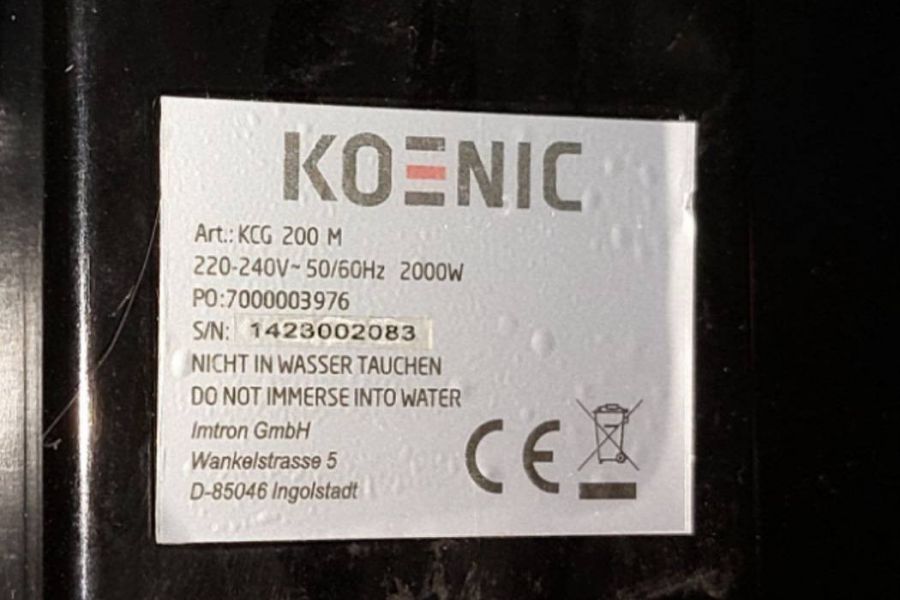 KOENIC
Art.: KCG 200 M
220-240V~ 50/60Hz 2000W
PO:7000003976
S/N: 1423002083
NICHT IN WASSER TAUCHEN
DO NOT IMMERSE INTO WATER
Imtron GmbH
Wankelstrasse 5
D-85046 Ingolstadt
CE